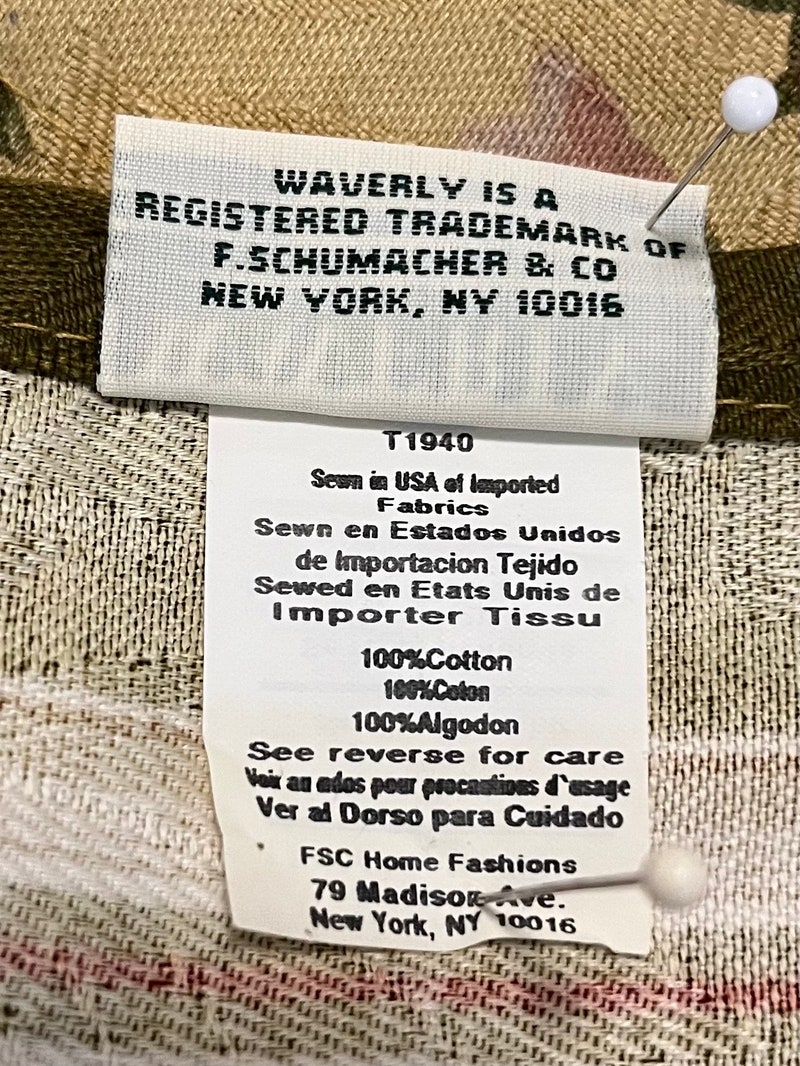 WAVERLY IS A
REGISTERED TRADEMARK OF
F.SCHUMACHER & CO
NEW YORK, NY 10016
T1940
Sewn in USA of Imported
Fabrics
Sewn en Estados Unidos
de Importacion Tejido
Sewed en Etats Unis de
Importer Tissu
100%Cotton
100%Coton
100%Algodon
See reverse for care
Voir au ados pour procautions d`usage
Ver al Dorso para Cuidado
FSC Home Fashions
79 Madison Ave.
New York, NY 10016